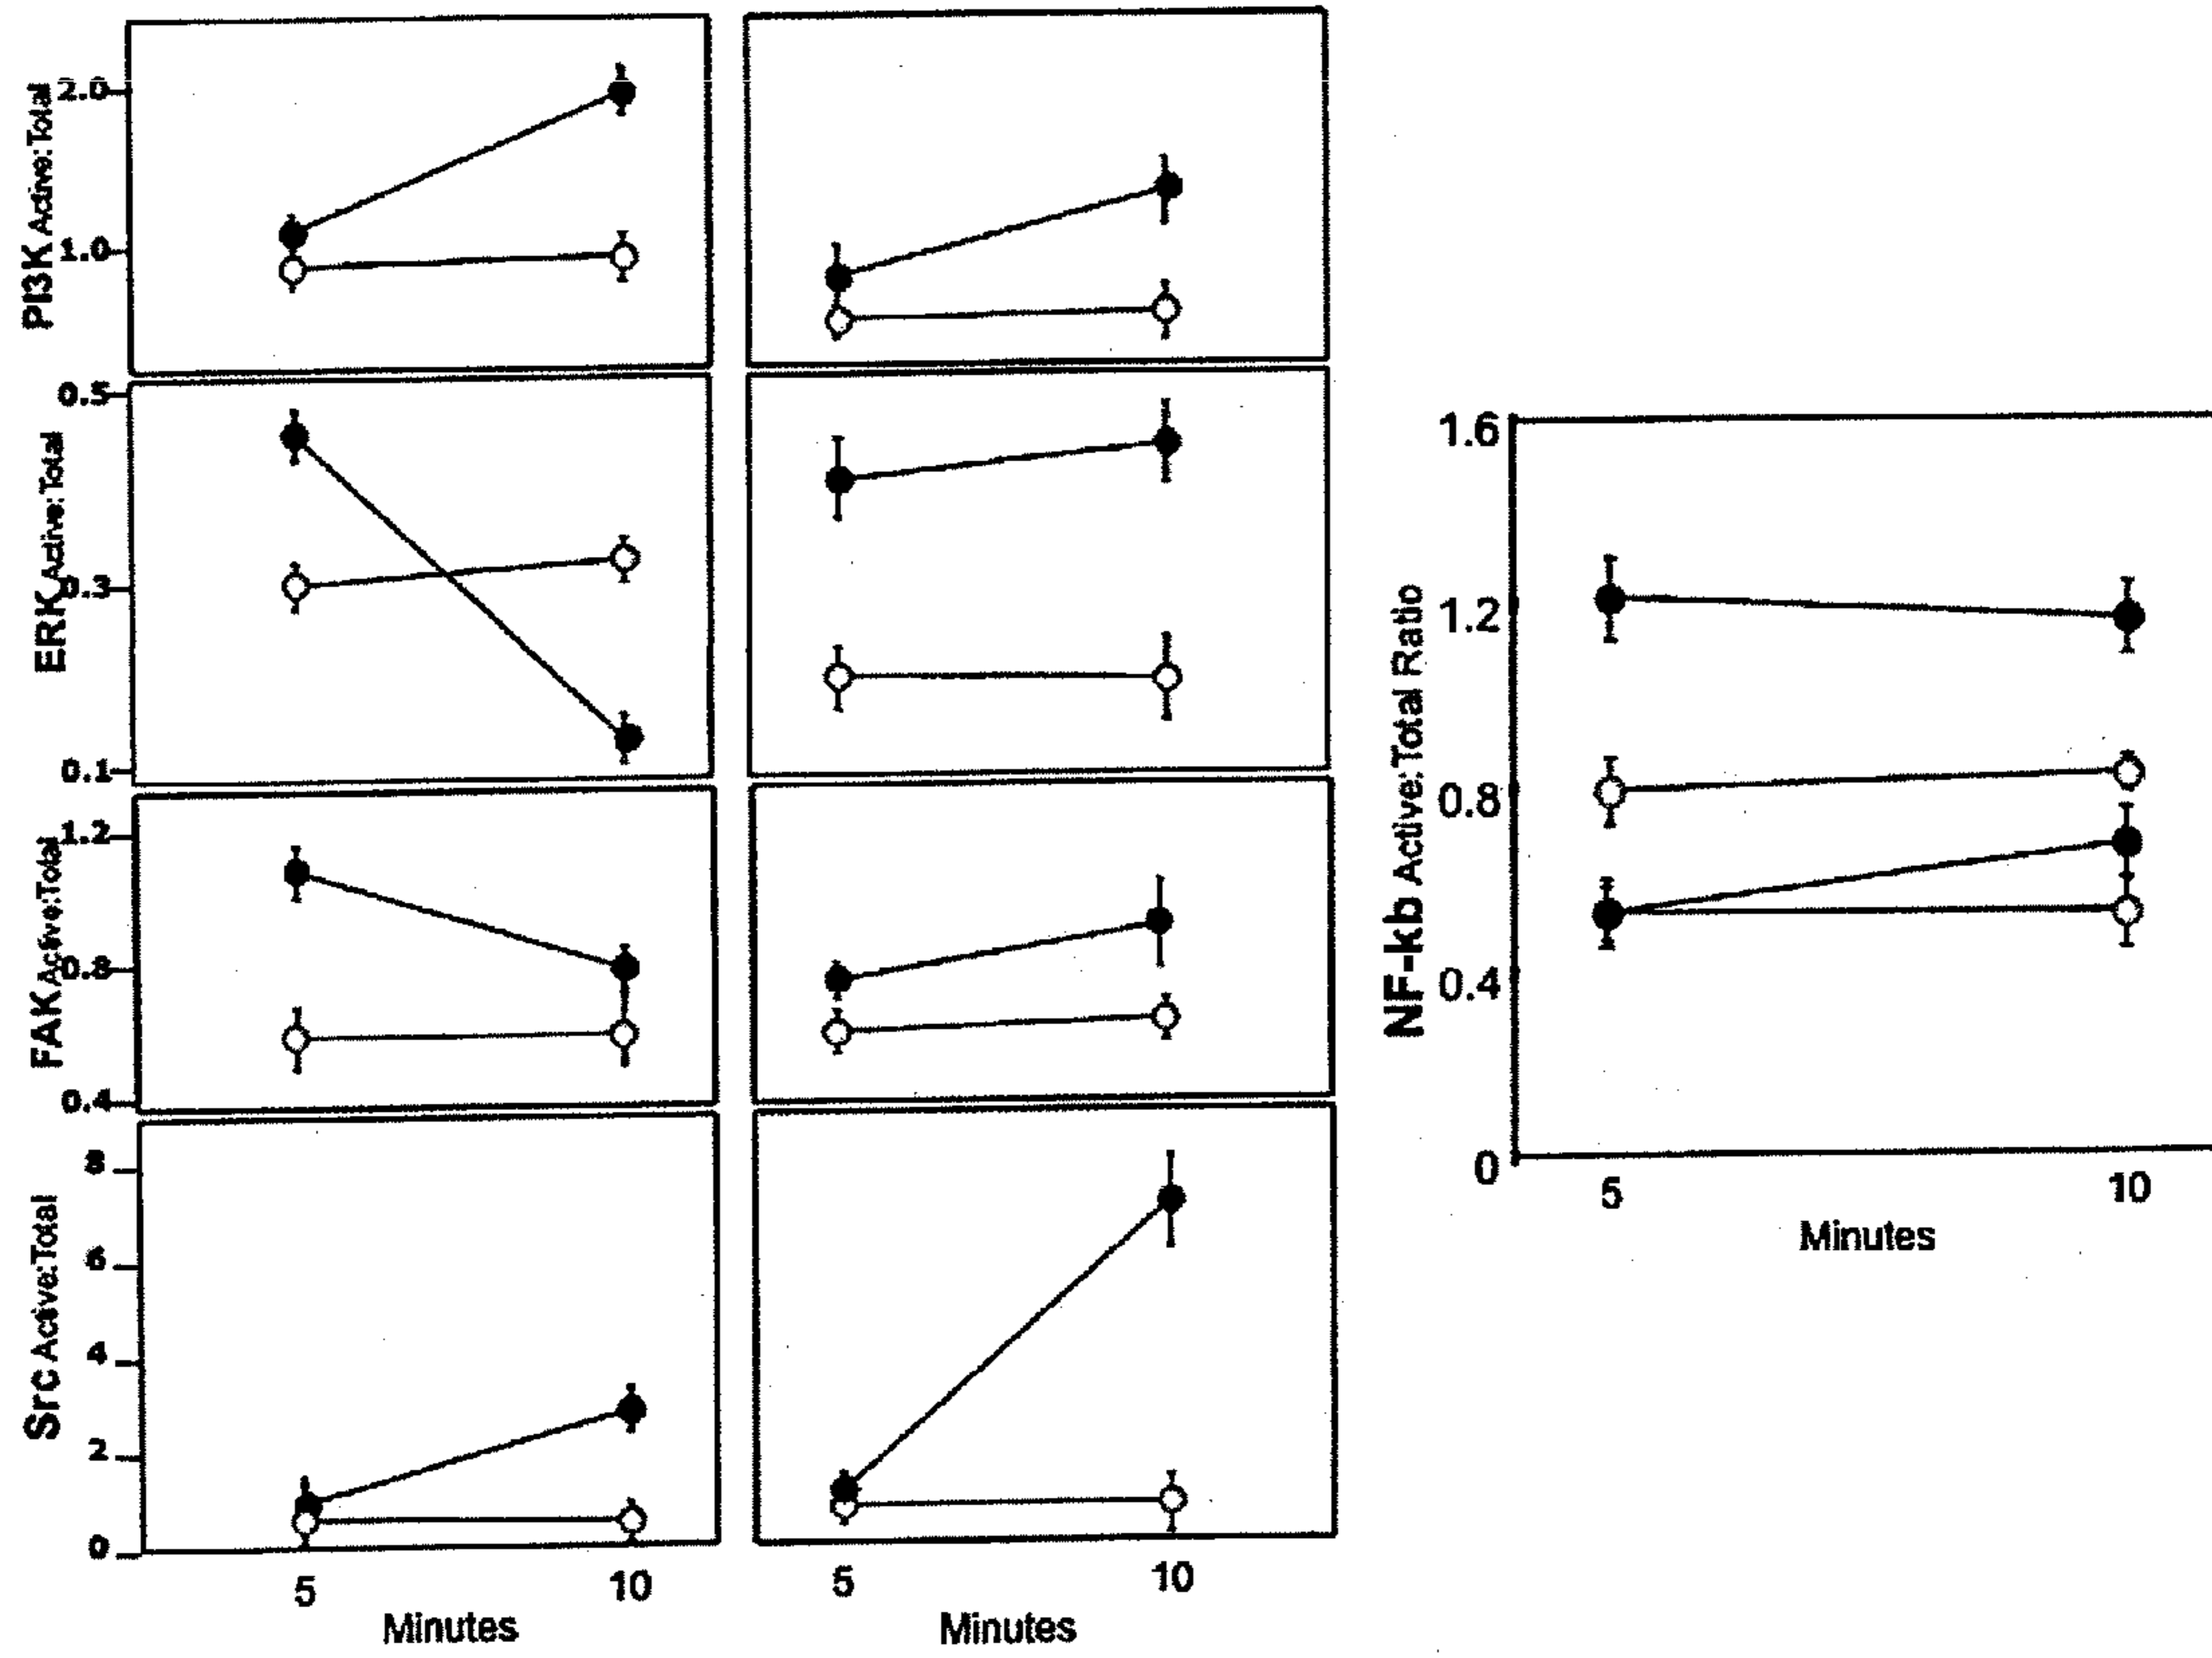 PI3K Active:Total
2.0
1.0
ERK Active:Total
0.5
0.3
0.1
FAK Active:Total
1.2
0.8
0.4
Src Active:Total
8
6
4
2
0
5 10
Minutes
5 10
Minutes
NF-kb Active:Total Ratio
1.6
1.2
0.8
0.4
0
5 10
Minutes